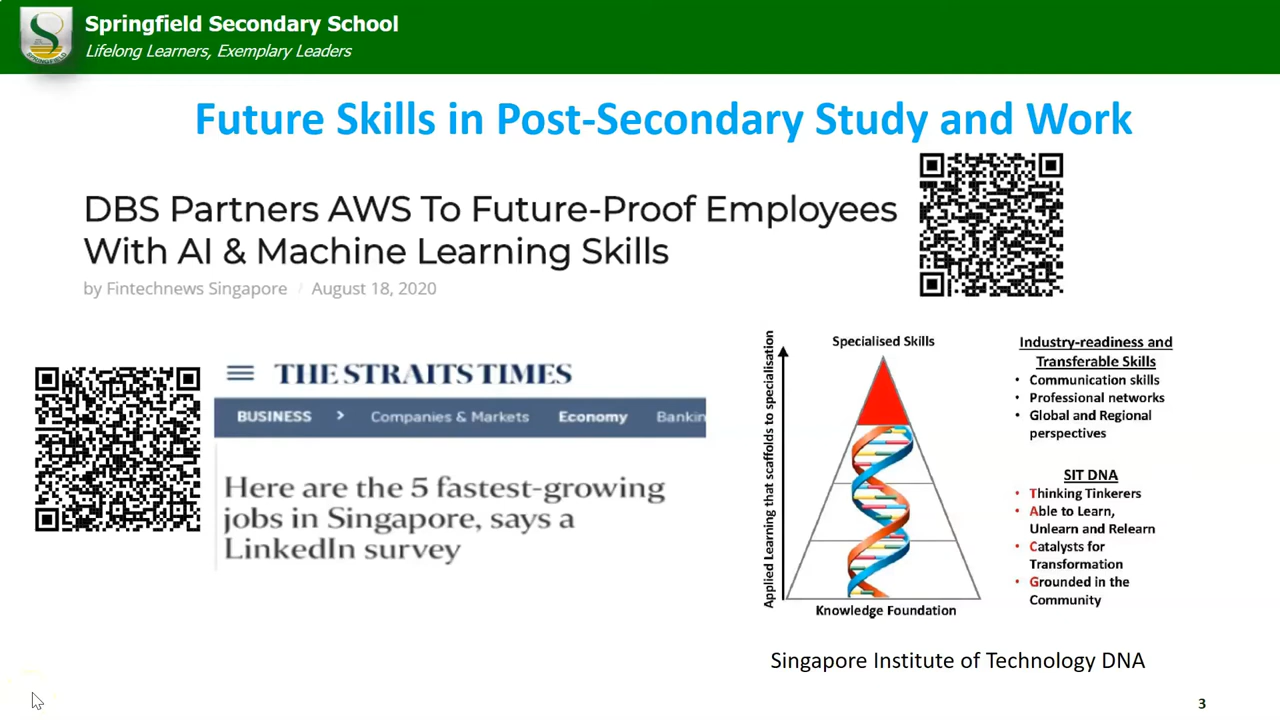 Springfield Secondary School
Lifelong Learners, Exemplary Leaders
SPRINGFIELD
Future Skills in Post-Secondary Study and Work
DBS Partners AWS To Future-Proof Employees
With AI & Machine Learning Skills
by Fintechnews Singapore / August 18, 2020
THE STRAITS TIMES
BUSINESS > Companies & Markets Economy Bankin
Here are the 5 fastest-growing
jobs in Singapore, says a
LinkedIn survey
Applied Learning that scaffolds to specialisation
Specialised Skills
Knowledge Foundation
Industry-readiness and
Transferable Skills
• Communication skills
• Professional networks
• Global and Regional
perspectives
SIT DNA
• Thinking Tinkerers
• Able to Learn,
Unlearn and Relearn
• Catalysts for
Transformation
• Grounded in the
Community
Singapore Institute of Technology DNA
3